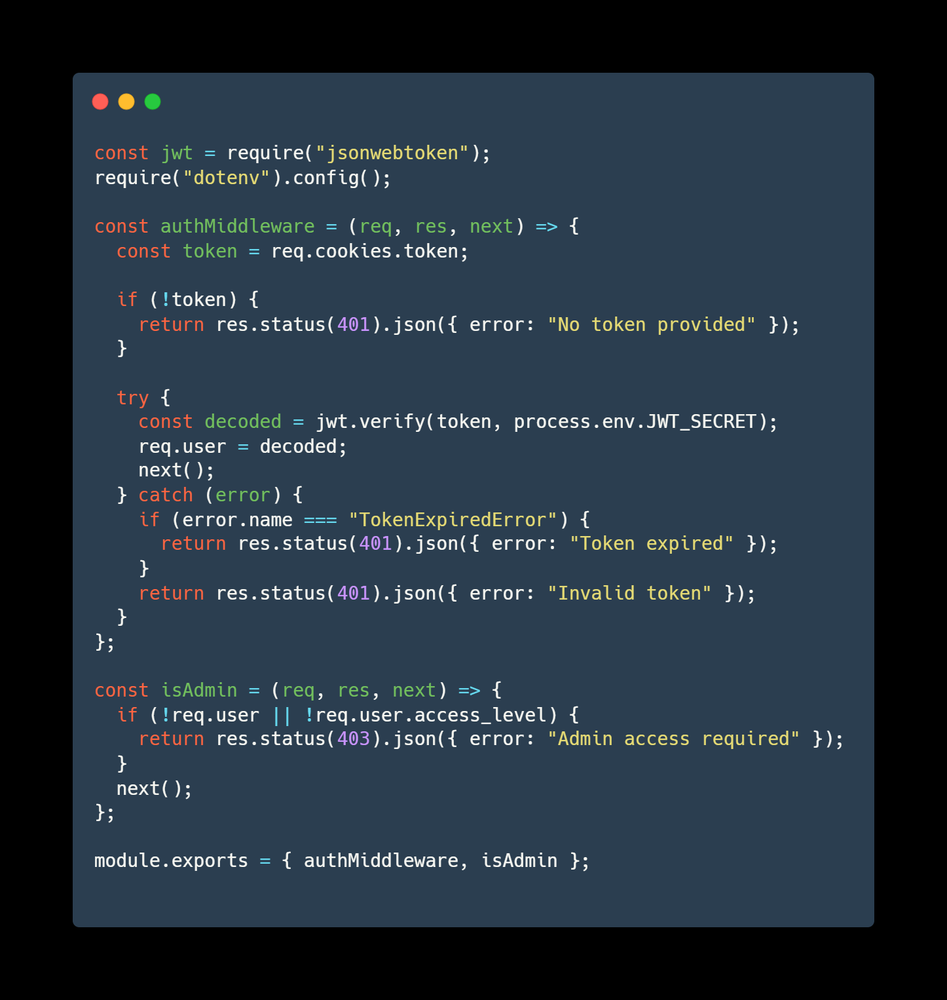 const jwt = require("jsonwebtoken");
require("dotenv").config();

const authMiddleware = (req, res, next) => {
  const token = req.cookies.token;

  if (!token) {
    return res.status(401).json({ error: "No token provided" });
  }

  try {
    const decoded = jwt.verify(token, process.env.JWT_SECRET);
    req.user = decoded;
    next();
  } catch (error) {
    if (error.name === "TokenExpiredError") {
      return res.status(401).json({ error: "Token expired" });
    }
    return res.status(401).json({ error: "Invalid token" });
  }
};

const isAdmin = (req, res, next) => {
  if (!req.user || !req.user.access_level) {
    return res.status(403).json({ error: "Admin access required" });
  }
  next();
};

module.exports = { authMiddleware, isAdmin };